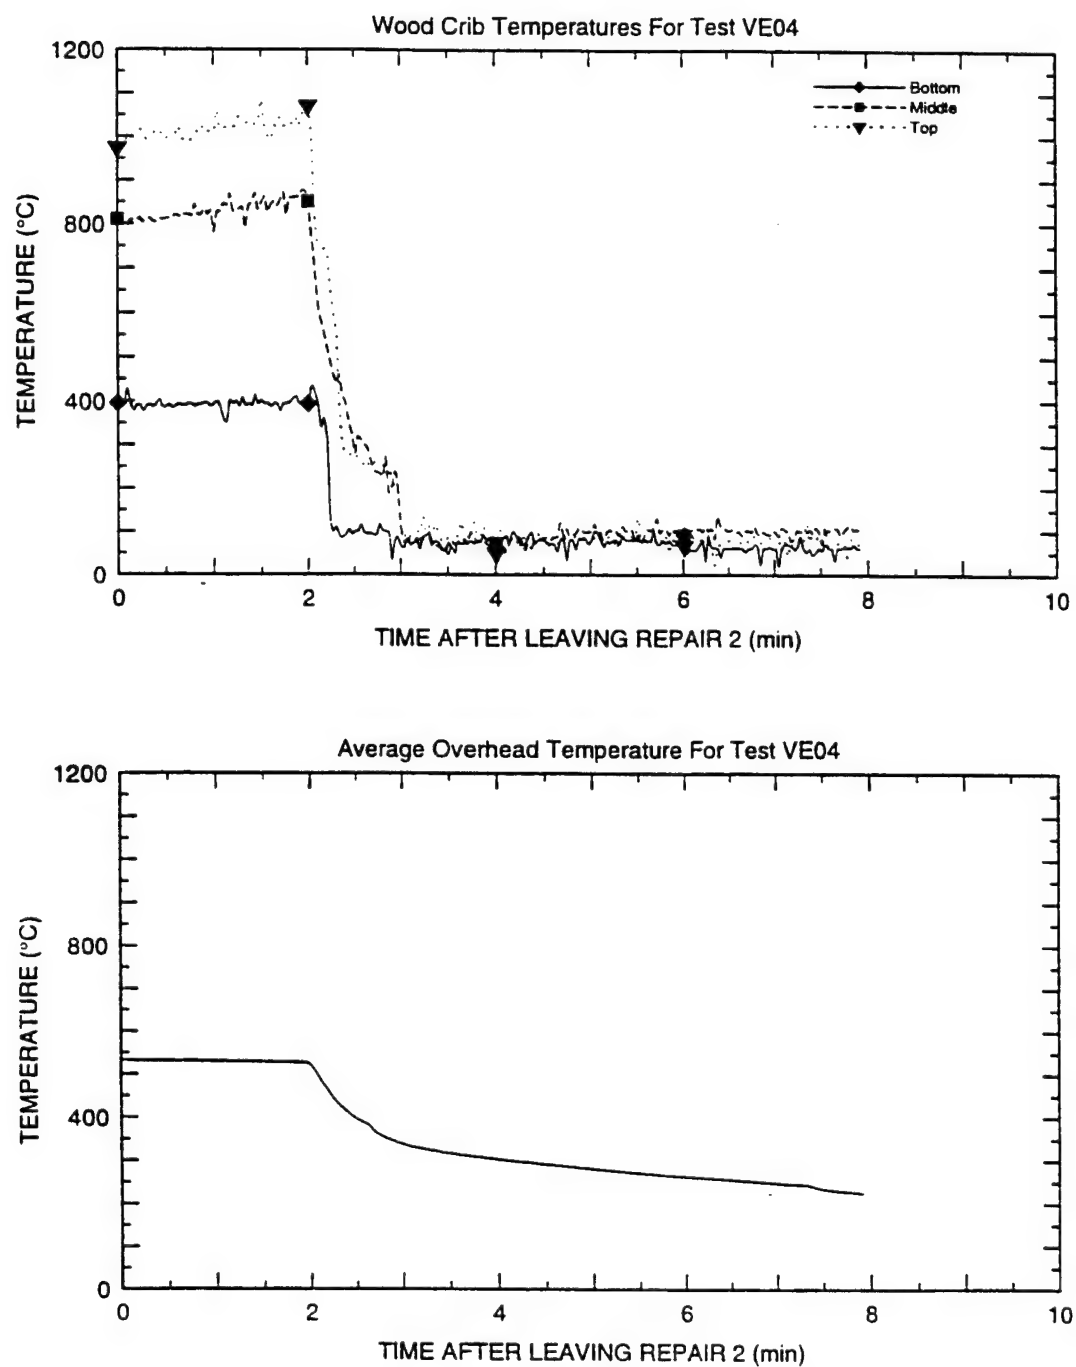 Wood Crib Temperatures For Test VE04
1200
800
400
0
TEMPERATURE (°C)
Bottom
Middle
Top
0 2 4 6 8 10
TIME AFTER LEAVING REPAIR 2 (min)
Average Overhead Temperature For Test VE04
1200
800
400
0
TEMPERATURE (°C)
0 2 4 6 8 10
TIME AFTER LEAVING REPAIR 2 (min)